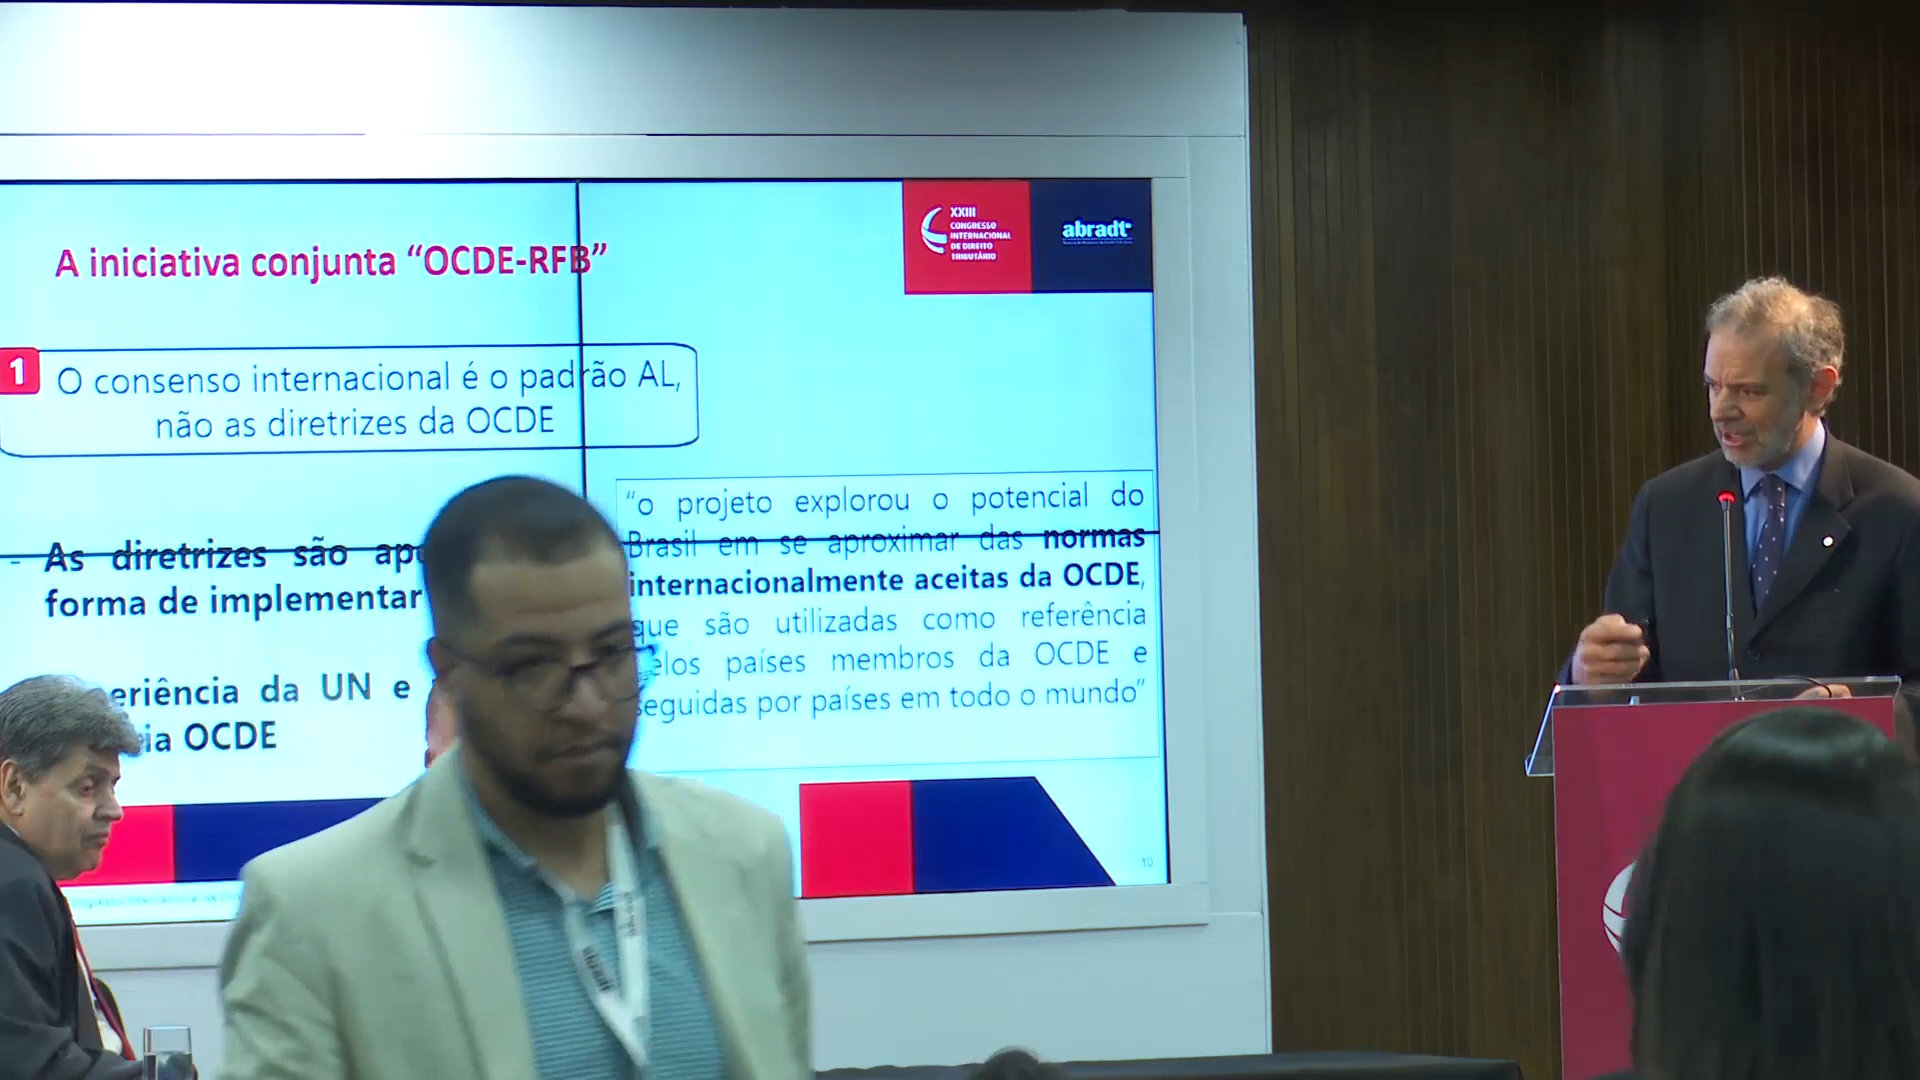 A iniciativa conjunta “OCDE-RFB”
XXIII
CONGRESSO
INTERNACIONAL
DE DIREITO
TRIBUTÁRIO
abradt
1
O consenso internacional é o padrão AL,
não as diretrizes da OCDE
- As diretrizes são
forma de implementar
eriência da UN e
ia OCDE
“o projeto explorou o potencial do
Brasil em se aproximar das normas
internacionalmente aceitas da OCDE,
que são utilizadas como referência
elos países membros da OCDE e
seguidas por países em todo o mundo”
10
abradt